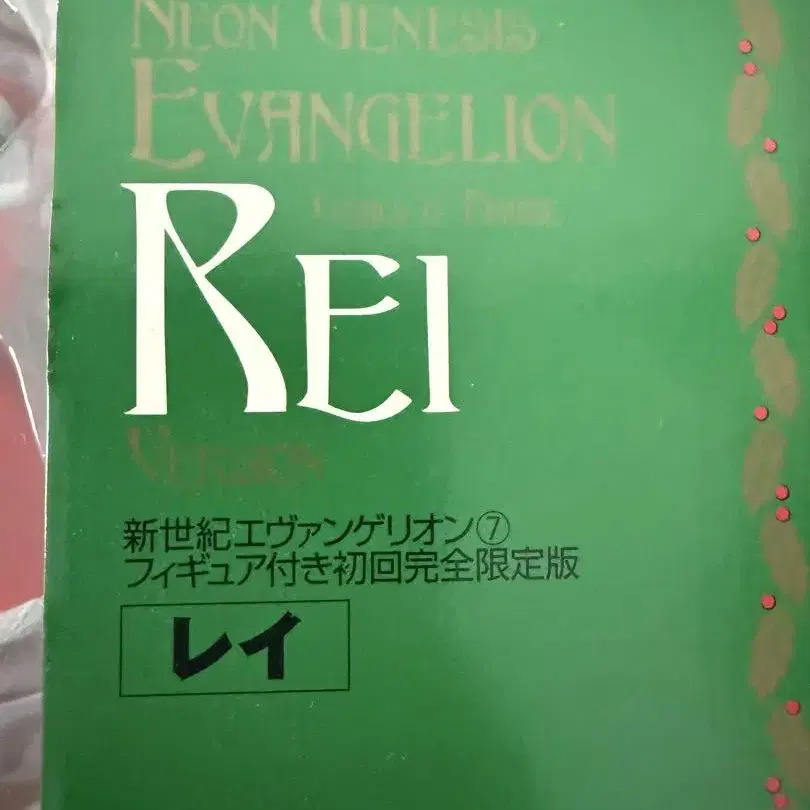 NEON GENESIS
EVANGELION
REI
VERSION
新世紀エヴァンゲリオン⑦
フィギュア付き初回完全限定版
レイ